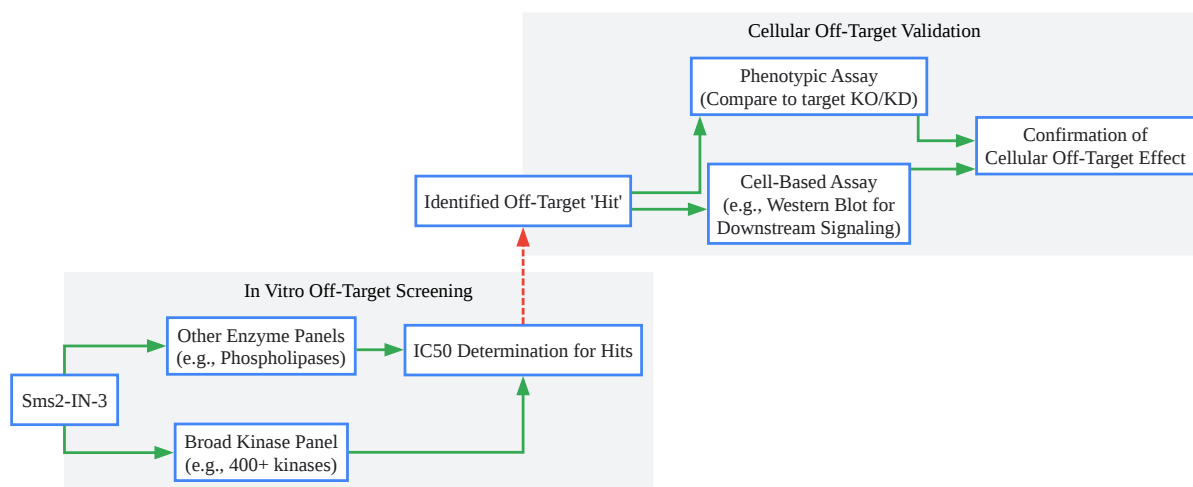 Cellular Off-Target Validation
Phenotypic Assay
(Compare to target KO/KD)
Confirmation of
Cellular Off-Target Effect
Identified Off-Target 'Hit'
Cell-Based Assay
(e.g., Western Blot for
Downstream Signaling)
In Vitro Off-Target Screening
Other Enzyme Panels
(e.g., Phospholipases)
IC50 Determination for Hits
Sms2-IN-3
Broad Kinase Panel
(e.g., 400+ kinases)